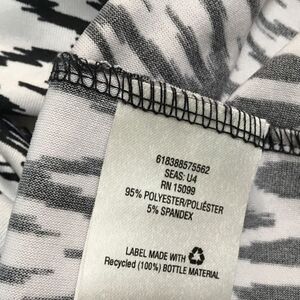 618388575562
SEAS: U4
RN 15099
95% POLYESTER/POLIÉSTER
5% SPANDEX
LABEL MADE WITH
Recycled (100%) BOTTLE MATERIAL